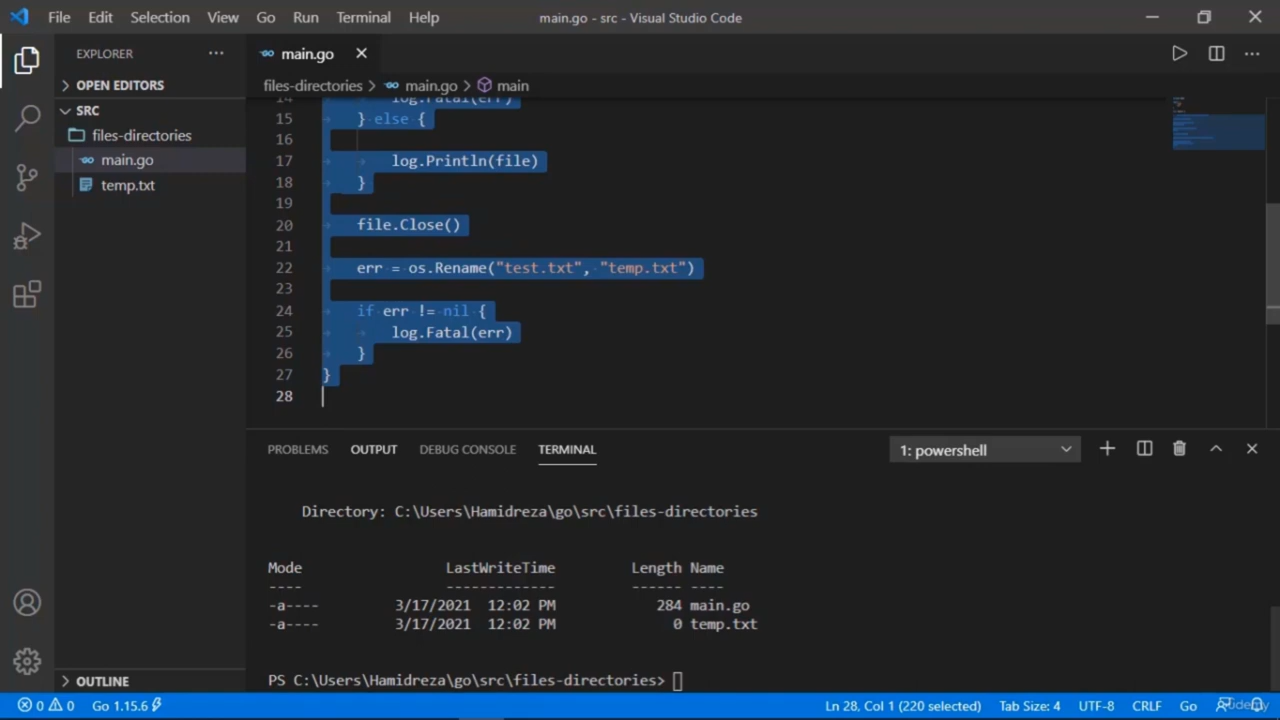 File Edit Selection View Go Run Terminal Help
main.go - src - Visual Studio Code
EXPLORER
main.go
OPEN EDITORS
files-directories > main.go > main
SRC
files-directories
main.go
temp.txt
14 log.Fatal(err)
15 } else {
16
17 log.Println(file)
18 }
19
20 file.Close()
21
22 err = os.Rename("test.txt", "temp.txt")
23
24 if err != nil {
25 log.Fatal(err)
26 }
27 }
28
PROBLEMS OUTPUT DEBUG CONSOLE TERMINAL
1: powershell
Directory: C:\Users\Hamidreza\go\src\files-directories
Mode LastWriteTime Length Name
---- ------------- ------ ----
-a---- 3/17/2021 12:02 PM 284 main.go
-a---- 3/17/2021 12:02 PM 0 temp.txt
PS C:\Users\Hamidreza\go\src\files-directories>
OUTLINE
0 0 Go 1.15.6
Ln 28, Col 1 (220 selected) Tab Size: 4 UTF-8 CRLF Go
Udemy